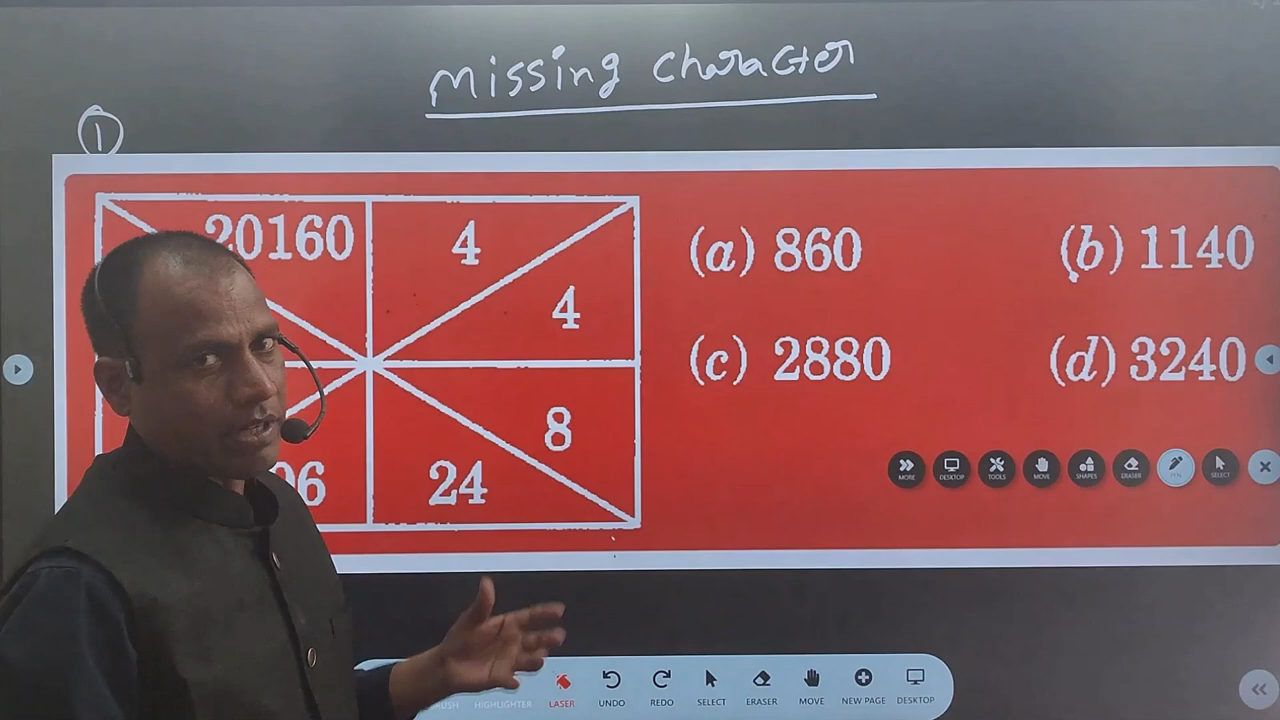 Missing Character
1
20160 4
(a) 860 (b) 1140
4
(c) 2880 (d) 3240
8
24
MORE DESKTOP TOOLS MOVE SHAPES ERASER PEN SELECT
HIGHLIGHTER LASER UNDO REDO SELECT ERASER MOVE NEW PAGE DESKTOP